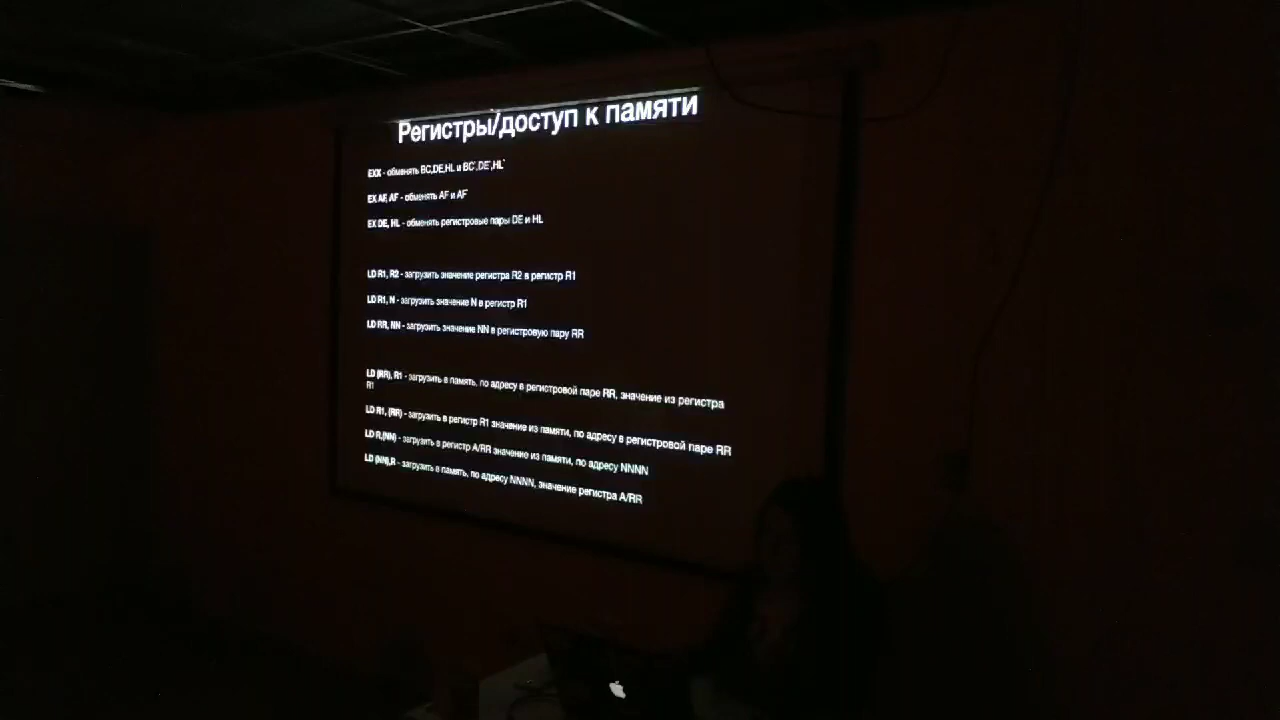 Регистры/доступ к памяти
EXX - обменять BC,DE,HL и BC`,DE`,HL`
EX AF, AF - обменять AF и AF`
EX DE, HL - обменять регистровые пары DE и HL
LD R1, R2 - загрузить значение регистра R2 в регистр R1
LD R1, N - загрузить значение N в регистр R1
LD RR, NN - загрузить значение NN в регистровую пару RR
LD (RR), R1 - загрузить в память, по адресу в регистровой паре RR, значение из регистра
R1
LD R1, (RR) - загрузить в регистр R1 значение из памяти, по адресу в регистровой паре RR
LD R,(NN) - загрузить в регистр A/RR значение из памяти, по адресу NNNN
LD (NN),R - загрузить в память, по адресу NNNN, значение регистра A/RR